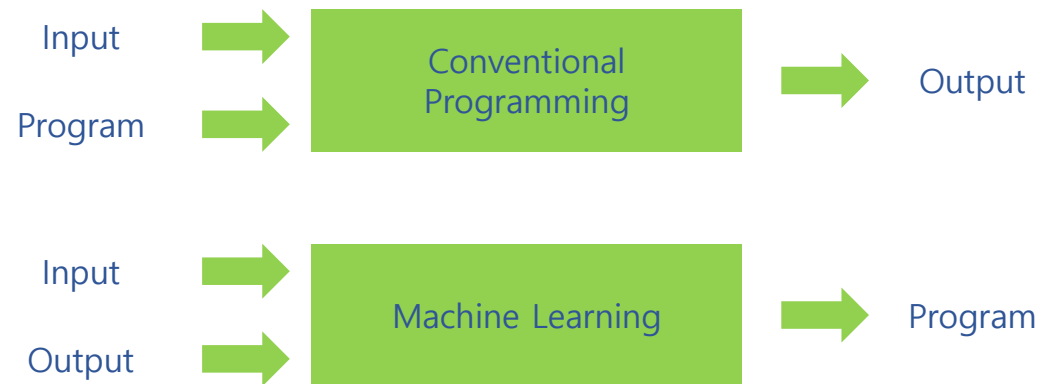 Input
Program
Conventional
Programming
Output
Input
Output
Machine Learning
Program